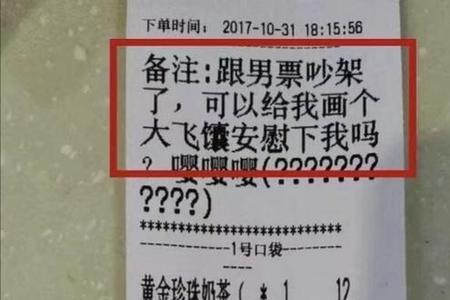 下单时间: 2017-10-31 18:15:56
备注:跟男票吵架
了，可以给我画个
大飞馕安慰下我吗
? 嘤嘤嘤(???????
????)
********************
------------1号口袋-----------
黄金珍珠奶茶( * 1 12